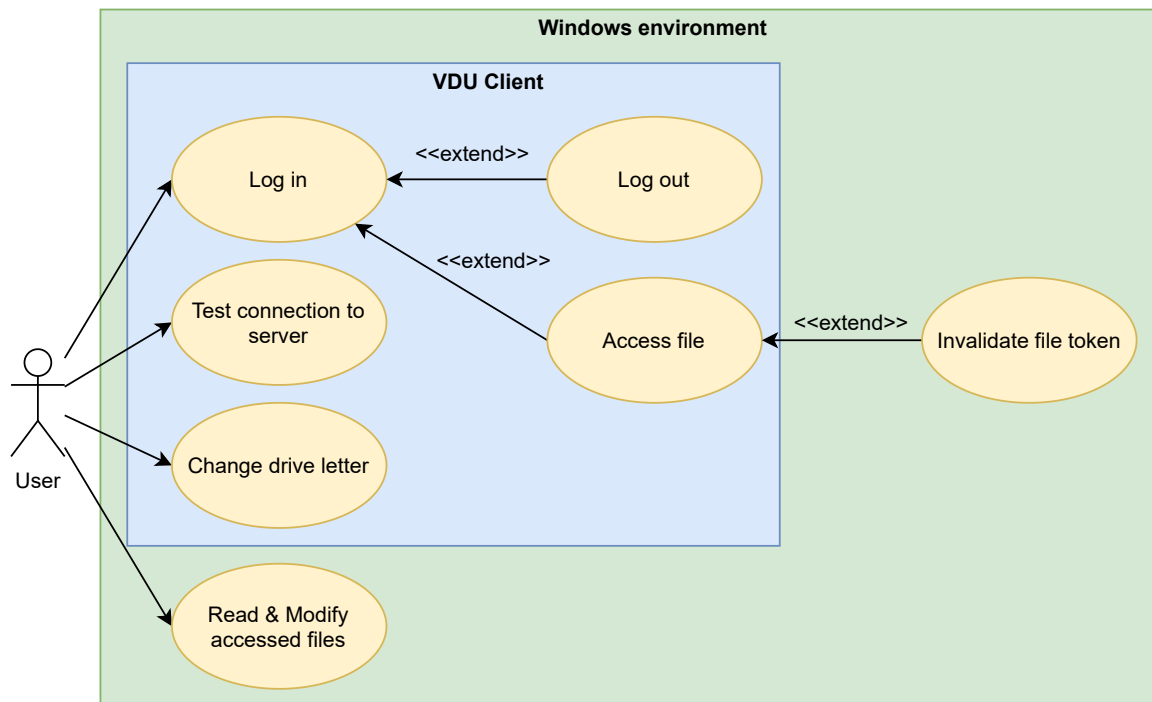 Windows environment
VDU Client
Log in
<<extend>>
Log out
<<extend>>
Test connection to
server
Access file
<<extend>>
Invalidate file token
Change drive letter
User
Read & Modify
accessed files